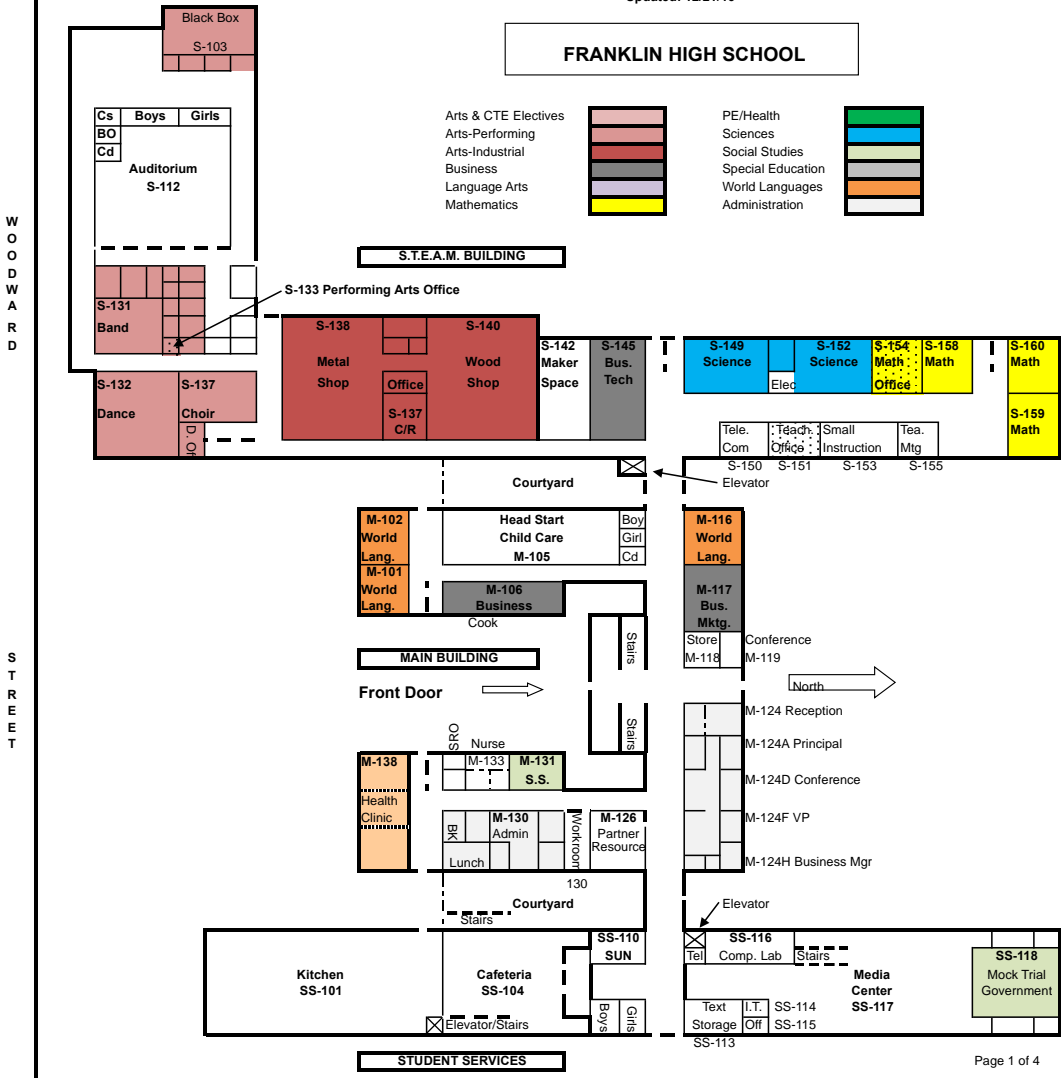 Black Box
S-103
FRANKLIN HIGH SCHOOL
Arts & CTE Electives
Arts-Performing
Arts-Industrial
Business
Language Arts
Mathematics
PE/Health
Sciences
Social Studies
Special Education
World Languages
Administration
Cs Boys Girls
BO
Cd
Auditorium
S-112
WOODWARD
STREET
S.T.E.A.M. BUILDING
S-133 Performing Arts Office
S-131
Band
S-132
Dance
S-137
Choir
D. Of
S-138
Metal
Shop
S-140
Wood
Shop
Office
S-137
C/R
S-142
Maker
Space
S-145
Bus.
Tech
S-149
Science
Elec
S-152
Science
S-154
Math
Office
S-158
Math
S-160
Math
S-159
Math
Tele.
Com
S-150
Teach
Office
S-151
Small
Instruction
S-153
Tea.
Mtg
S-155
Elevator
Courtyard
M-102
World
Lang.
M-101
World
Lang.
Head Start
Child Care
M-105
Boy
Girl
Cd
M-116
World
Lang.
M-106
Business
Cook
M-117
Bus.
Mktg.
Store
M-118
Conference
M-119
Stairs
MAIN BUILDING
Front Door
North
Stairs
M-124 Reception
M-124A Principal
M-124D Conference
M-124F VP
M-124H Business Mgr
SRO
Nurse
M-133
M-131
S.S.
M-138
Health
Clinic
BK
Lunch
M-130
Admin
Workroom
130
M-126
Partner
Resource
Courtyard
Stairs
Elevator
Kitchen
SS-101
Cafeteria
SS-104
Elevator/Stairs
SS-110
SUN
Boys
Girls
Tel
SS-116
Comp. Lab
Stairs
Media
Center
SS-117
SS-118
Mock Trial
Government
Text
Storage
SS-113
I.T.
Off
SS-114
SS-115
STUDENT SERVICES
Page 1 of 4